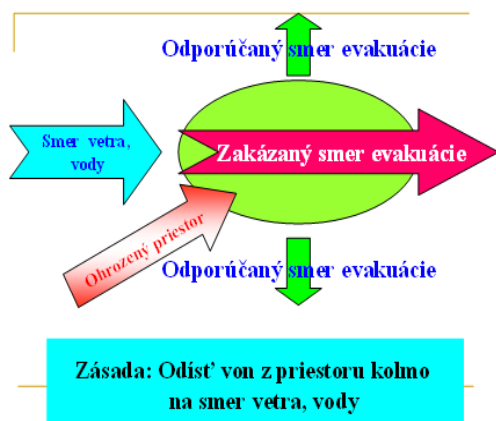 Odporúčaný smer evakuácie
Smer vetra,
vody
Zakázaný smer evakuácie
Ohrozený priestor
Odporúčaný smer evakuácie
Zásada: Odísť von z priestoru kolmo
na smer vetra, vody